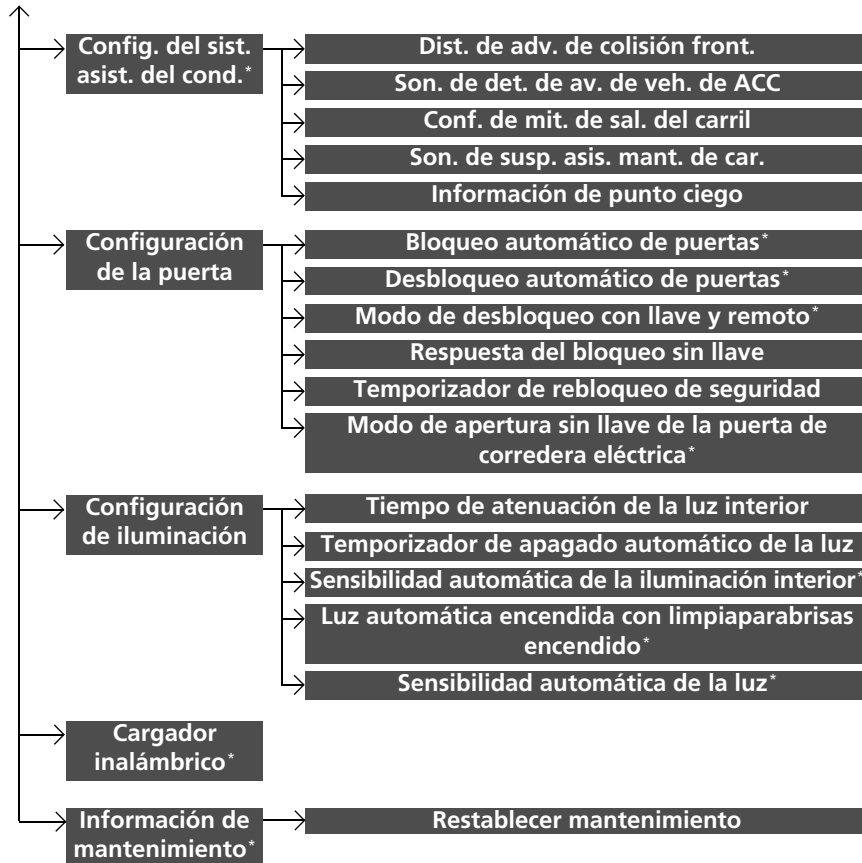 Config. del sist.
asist. del cond.*
Dist. de adv. de colisión front.
Son. de det. de av. de veh. de ACC
Conf. de mit. de sal. del carril
Son. de susp. asis. mant. de car.
Información de punto ciego
Configuración
de la puerta
Bloqueo automático de puertas*
Desbloqueo automático de puertas*
Modo de desbloqueo con llave y remoto*
Respuesta del bloqueo sin llave
Temporizador de rebloqueo de seguridad
Modo de apertura sin llave de la puerta de
corredera eléctrica*
Configuración
de iluminación
Tiempo de atenuación de la luz interior
Temporizador de apagado automático de la luz
Sensibilidad automática de la iluminación interior*
Luz automática encendida con limpiaparabrisas
encendido*
Sensibilidad automática de la luz*
Cargador
inalámbrico*
Información de
mantenimiento*
Restablecer mantenimiento